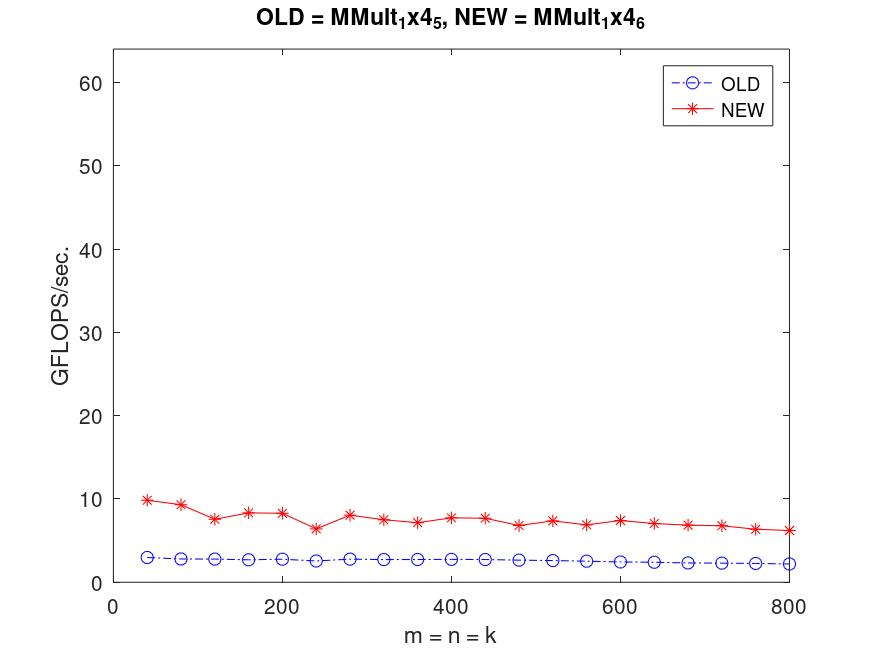 OLD = MMult₁x4₅, NEW = MMult₁x4₆
OLD
NEW
60
50
40
30
20
10
0
GFLOPS/sec.
0 200 400 600 800
m = n = k